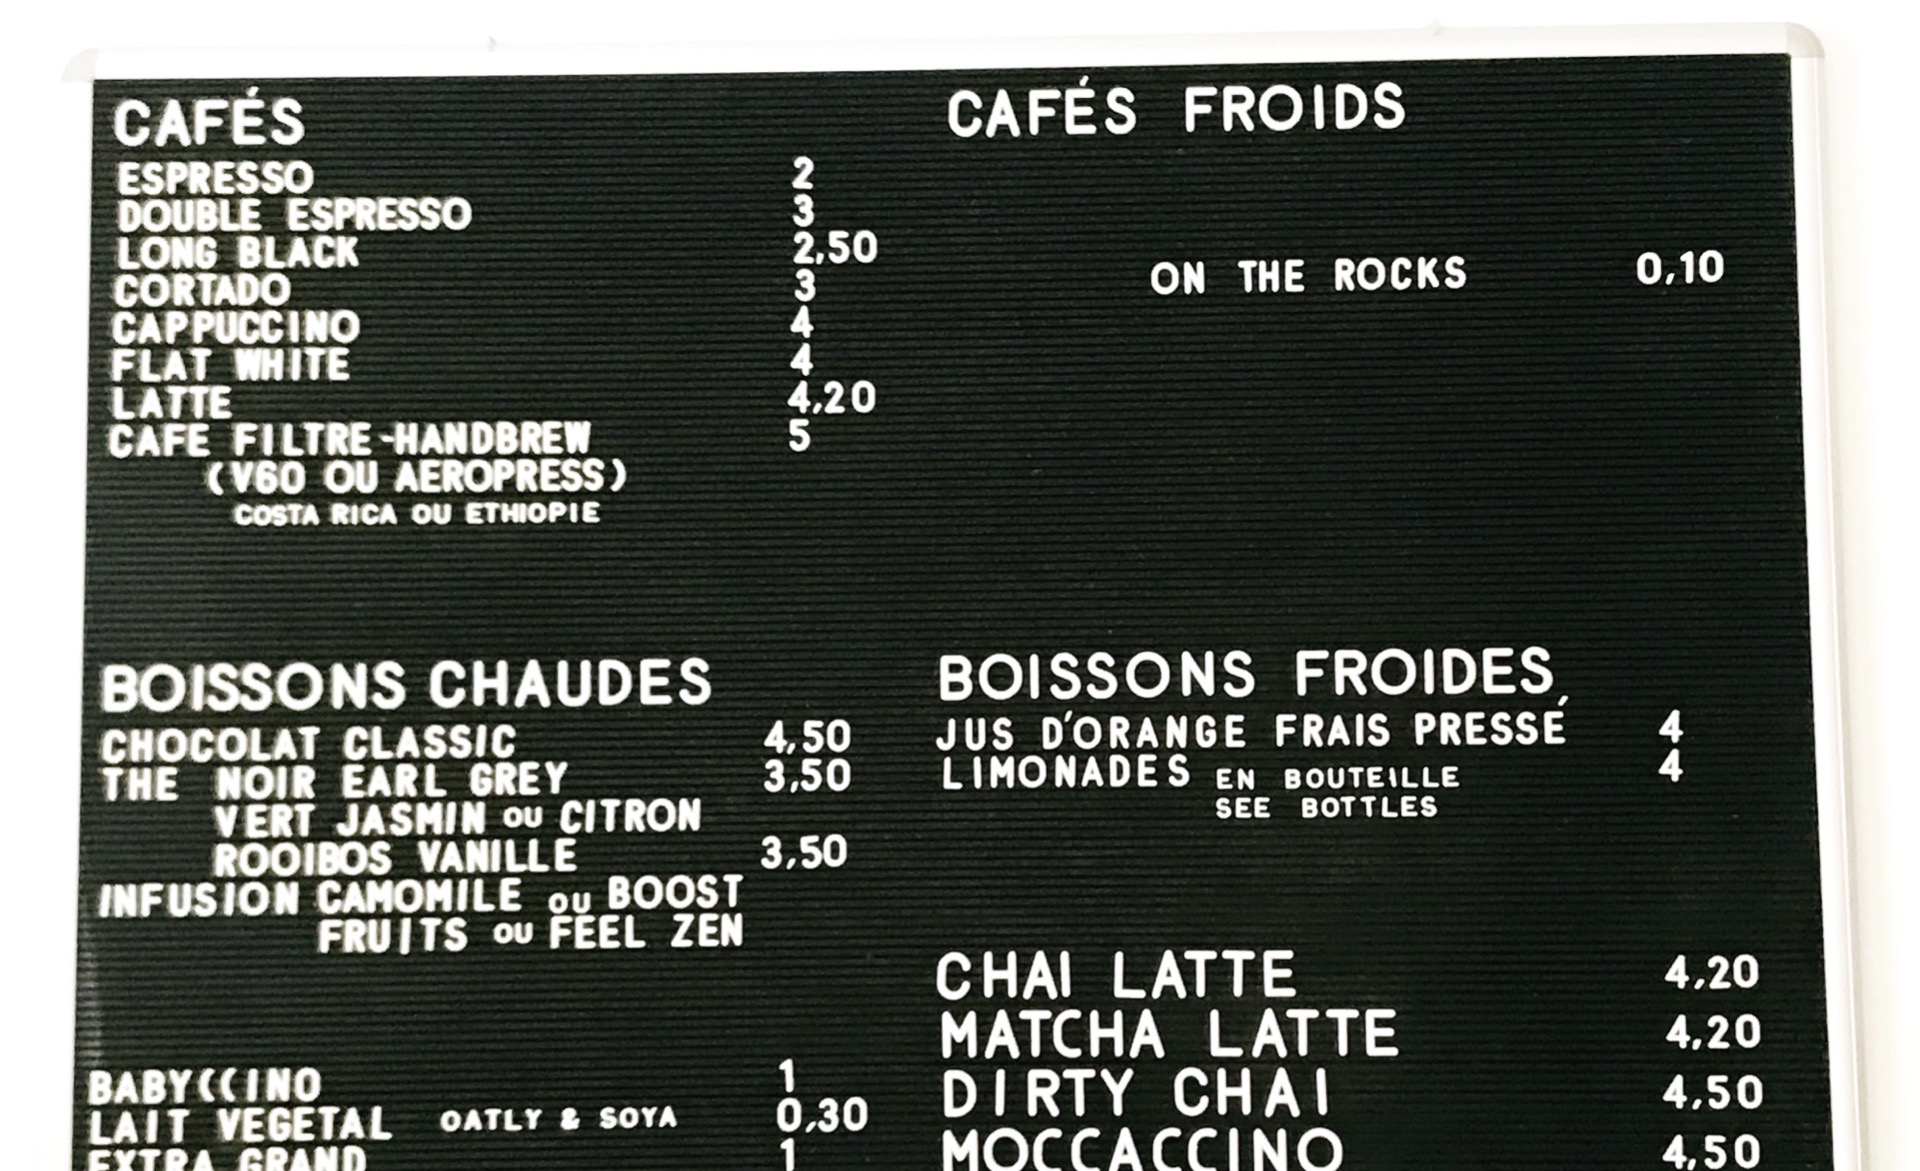 CAFÉS
ESPRESSO 2
DOUBLE ESPRESSO 3
LONG BLACK 2,50
CORTADO 3
CAPPUCCINO 4
FLAT WHITE 4
LATTE 4,20
CAFE FILTRE-HANDBREW 5
(V60 OU AEROPRESS)
COSTA RICA OU ETHIOPIE
CAFÉS FROIDS
ON THE ROCKS 0,10
BOISSONS CHAUDES
CHOCOLAT CLASSIC 4,50
THE NOIR EARL GREY 3,50
VERT JASMIN OU CITRON
ROOIBOS VANILLE 3,50
INFUSION CAMOMILE OU BOOST
FRUITS OU FEEL ZEN
BOISSONS FROIDES
JUS D'ORANGE FRAIS PRESSÉ 4
LIMONADES EN BOUTEILLE 4
SEE BOTTLES
BABYCCINO 1
LAIT VEGETAL OATLY & SOYA 0,30
EXTRA GRAND 1
CHAI LATTE 4,20
MATCHA LATTE 4,20
DIRTY CHAI 4,50
MOCCACCINO 4,50